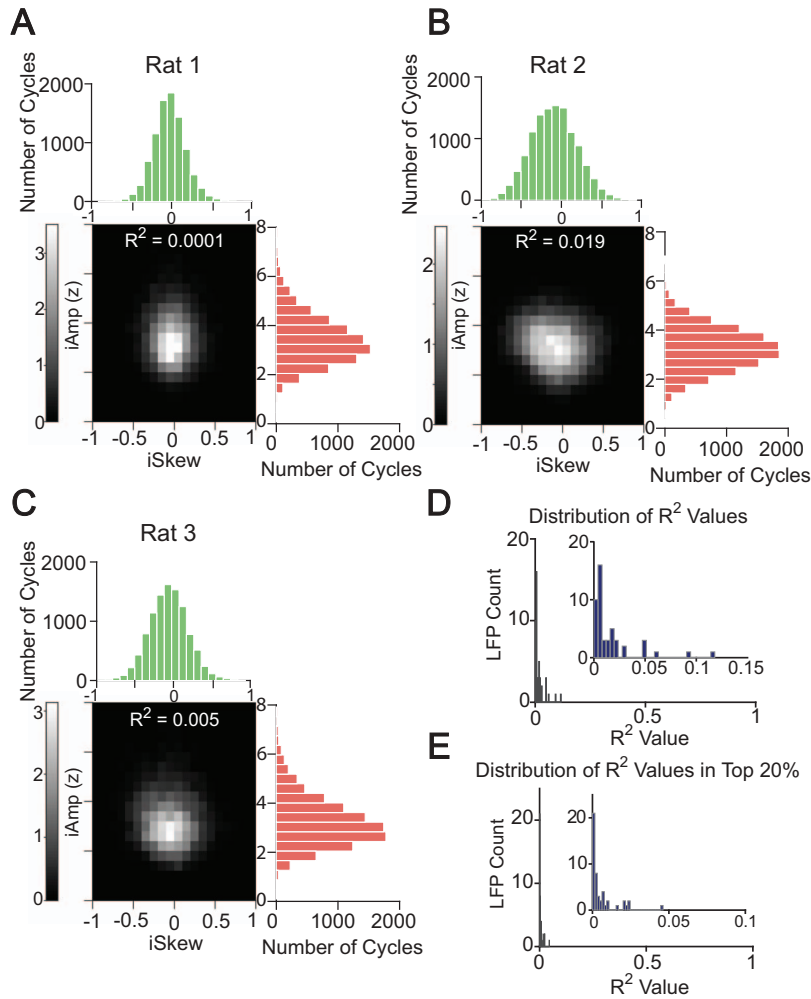 A
Rat 1
Number of Cycles
2000
1000
0
-1 0 1
R² = 0.0001
3
2
1
0
iAmp (z)
8
6
4
2
-1 -0.5 0 0.5 1
iSkew
0 1000 2000
Number of Cycles
B
Rat 2
Number of Cycles
2000
1000
0
-1 0 1
R² = 0.019
2
1
0
iAmp (z)
8
6
4
2
0
-1 -0.5 0 0.5 1
iSkew
0 1000 2000
Number of Cycles
C
Rat 3
Number of Cycles
2000
1000
0
-1 0 1
R² = 0.005
3
2
1
0
iAmp (z)
8
6
4
2
0
-1 -0.5 0 0.5 1
iSkew
0 1000 2000
Number of Cycles
D
Distribution of R² Values
LFP Count
20
10
0
20
10
0
0 0.05 0.1 0.15
0 0.5 1
R² Value
E
Distribution of R² Values in Top 20%
LFP Count
20
10
0
20
10
0
0 0.05 0.1
0 0.5 1
R² Value